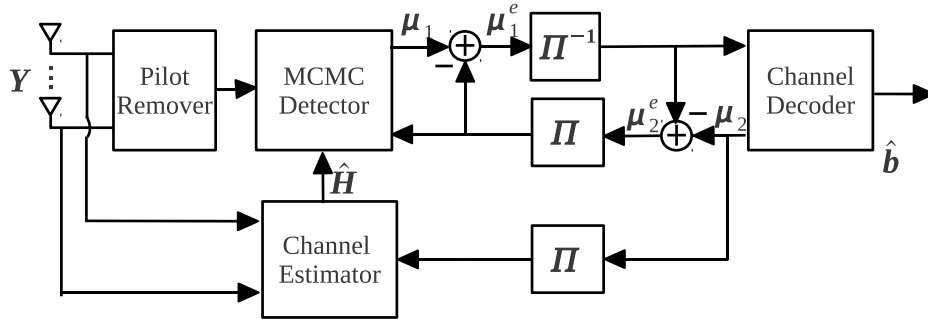 Y
Pilot
Remover
MCMC
Detector
μ₁
−
+
μ₁ᵉ
Π⁻¹
Channel
Decoder
Π
μ₂ᵉ
+
−
μ₂
b̂
Ĥ
Channel
Estimator
Π